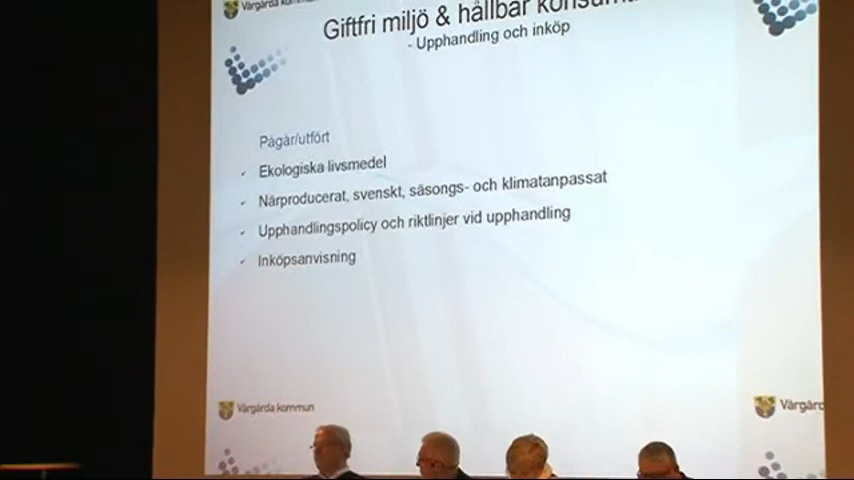 Vårgårda kommun
Giftfri miljö & hållbar
- Upphandling och inköp
Pågår/utfört
✓ Ekologiska livsmedel
✓ Närproducerat, svenskt, säsongs- och klimatanpassat
✓ Upphandlingspolicy och riktlinjer vid upphandling
✓ Inköpsanvisning
Vårgårda kommun